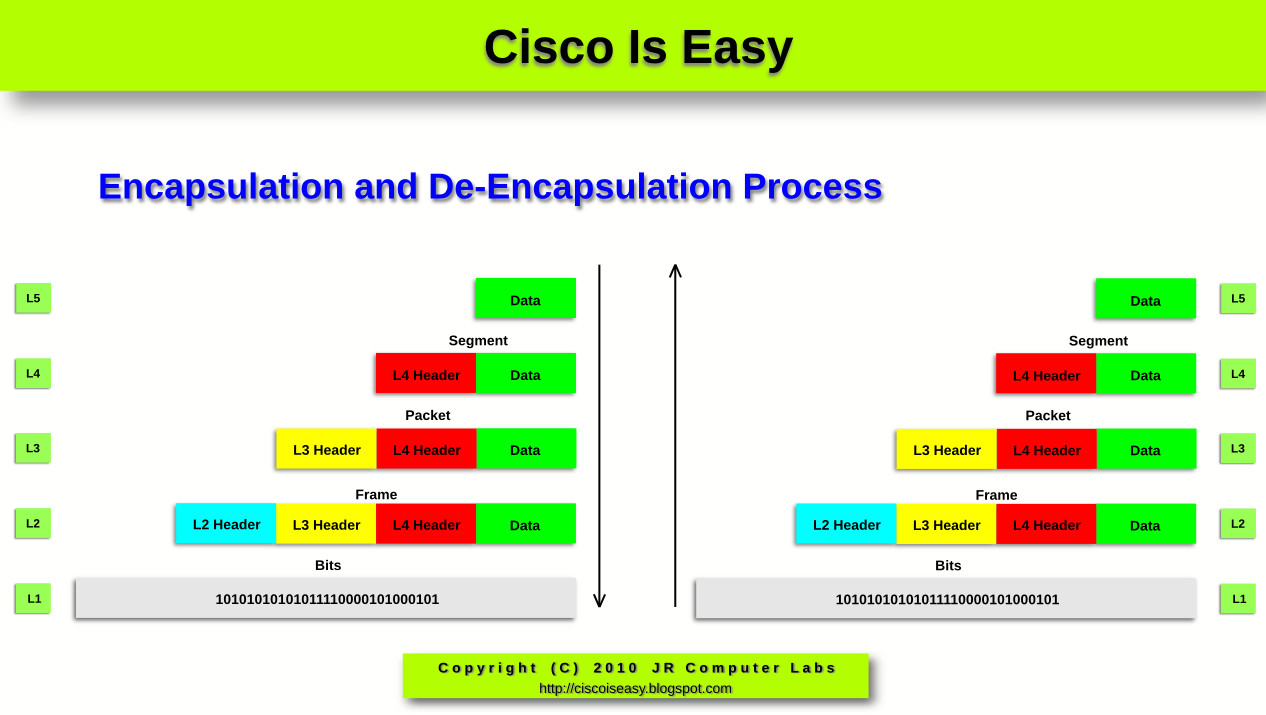 Cisco Is Easy
Encapsulation and De-Encapsulation Process
L5 Data Data L5
Segment Segment
L4 L4 Header Data L4 Header Data L4
Packet Packet
L3 L3 Header L4 Header Data L3 Header L4 Header Data L3
Frame Frame
L2 L2 Header L3 Header L4 Header Data L2 Header L3 Header L4 Header Data L2
Bits Bits
L1 10101010101011110000101000101 10101010101011110000101000101 L1
Copyright (C) 2010 JR Computer Labs
http://ciscoiseasy.blogspot.com